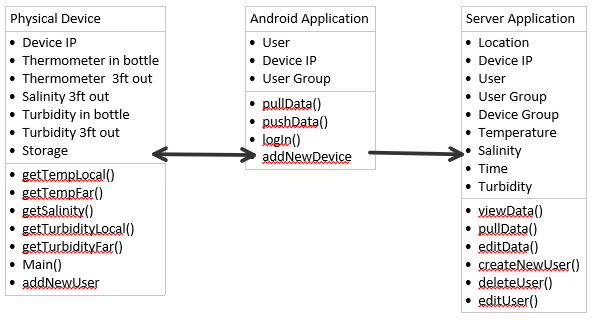 Physical Device
Device IP
Thermometer in bottle
Thermometer  3ft out
Salinity 3ft out
Turbidity in bottle
Turbidity 3ft out
Storage
getTempLocal()
getTempFar()
getSalinity()
getTurbidityLocal()
getTurbidityFar()
Main()
addNewUser
Android Application
User
Device IP
User Group
pullData()
pushData()
logIn()
addNewDevice
Server Application
Location
Device IP
User
User Group
Device Group
Temperature
Salinity
Time
Turbidity
viewData()
pullData()
editData()
createNewUser()
deleteUser()
editUser()